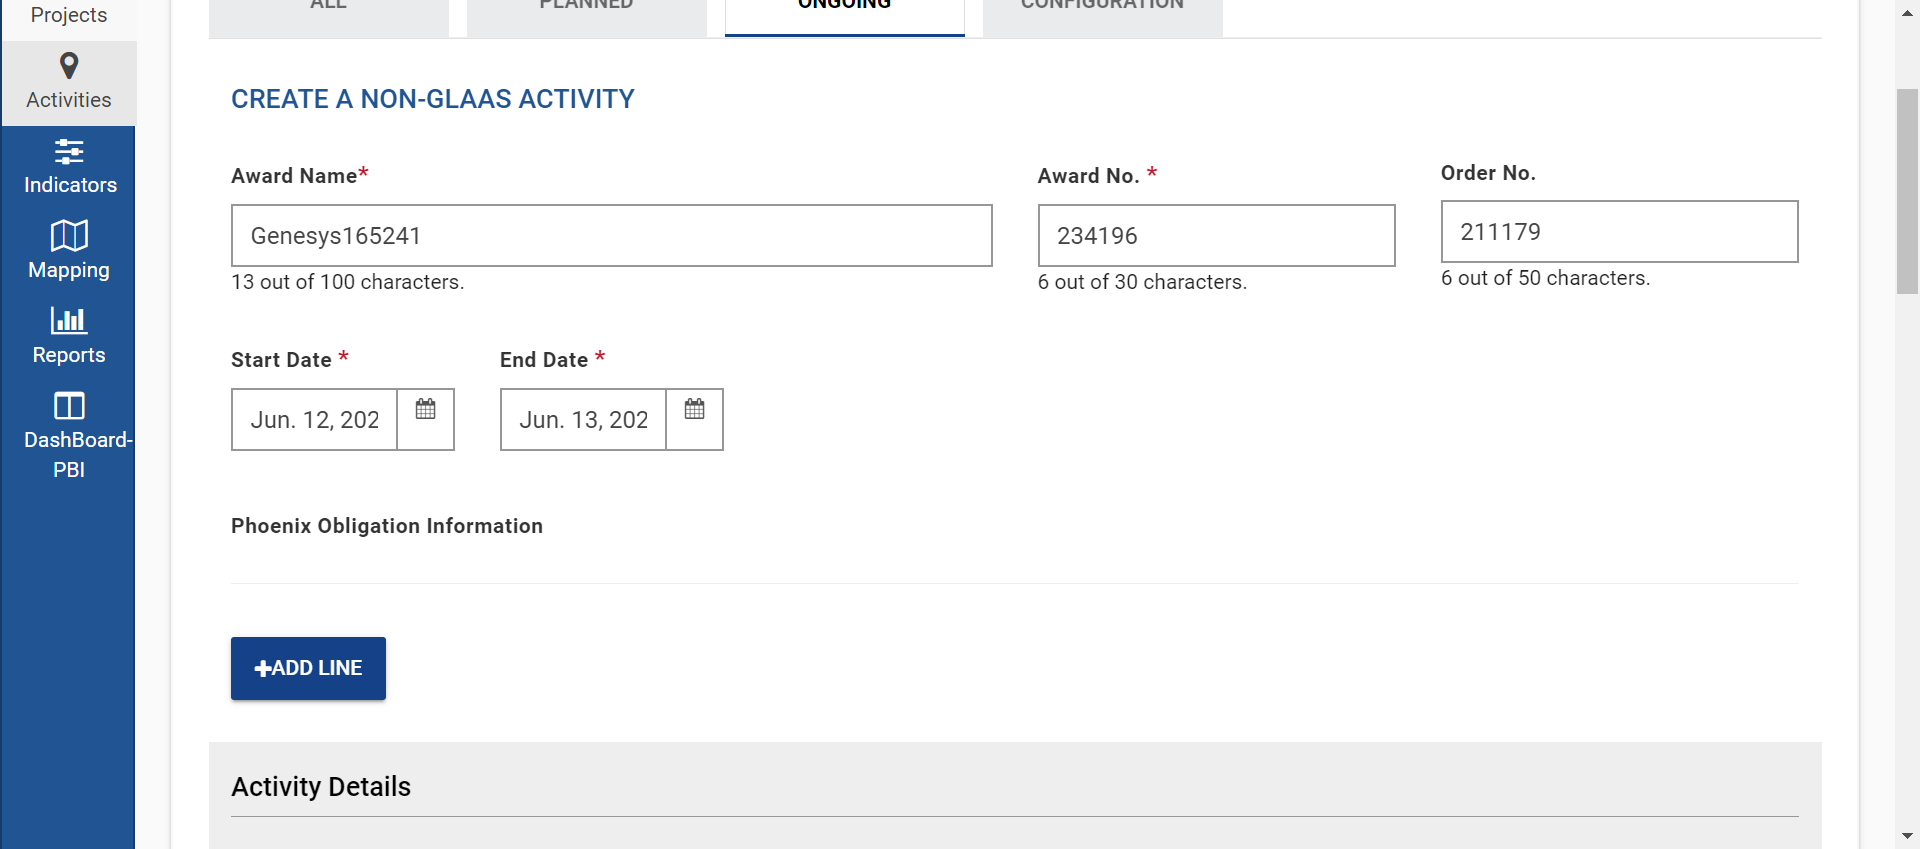 Projects
Activities
Indicators
Mapping
Reports
DashBoard-
PBI
ALL
PLANNED
ONGOING
CONFIGURATION
CREATE A NON-GLAAS ACTIVITY
Award Name*
Genesys165241
13 out of 100 characters.
Award No. *
234196
6 out of 30 characters.
Order No.
211179
6 out of 50 characters.
Start Date *
Jun. 12, 202
End Date *
Jun. 13, 202
Phoenix Obligation Information
+ADD LINE
Activity Details